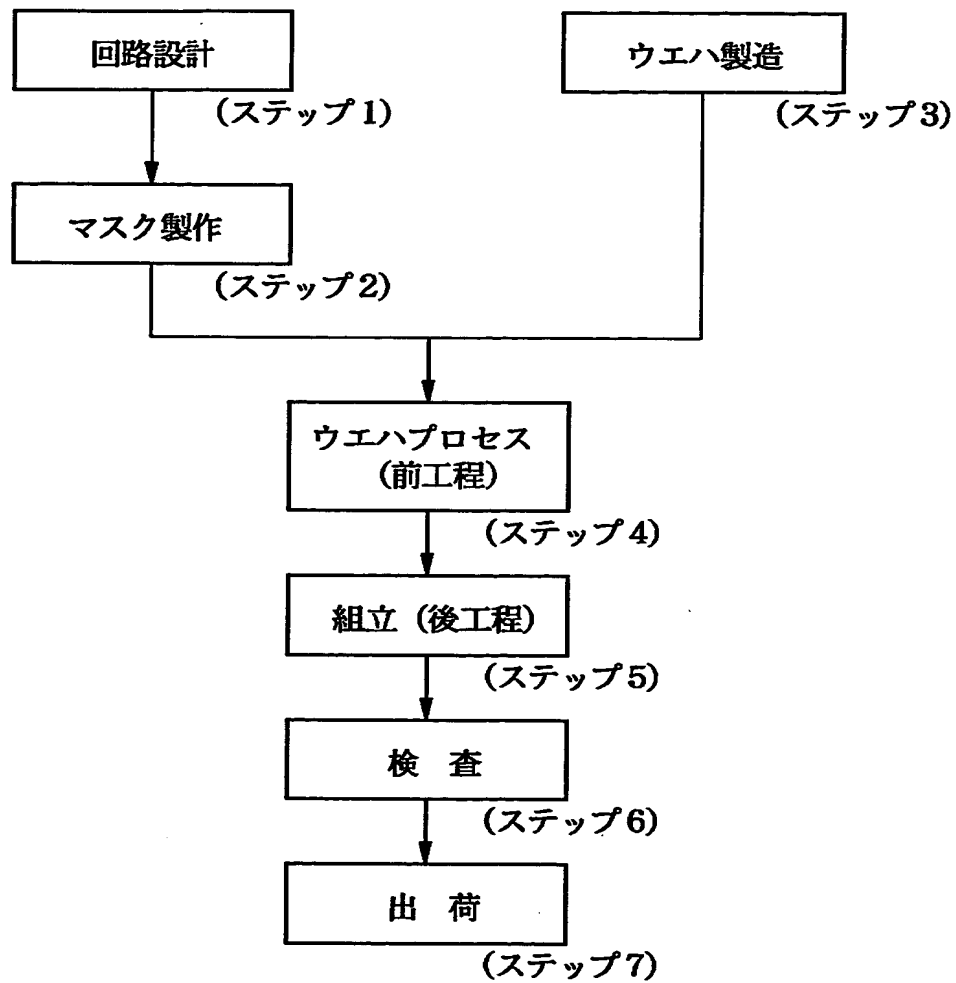 回路設計
(ステップ1)
ウエハ製造
(ステップ3)
マスク製作
(ステップ2)
ウエハプロセス
(前工程)
(ステップ4)
組立(後工程)
(ステップ5)
検 査
(ステップ6)
出 荷
(ステップ7)